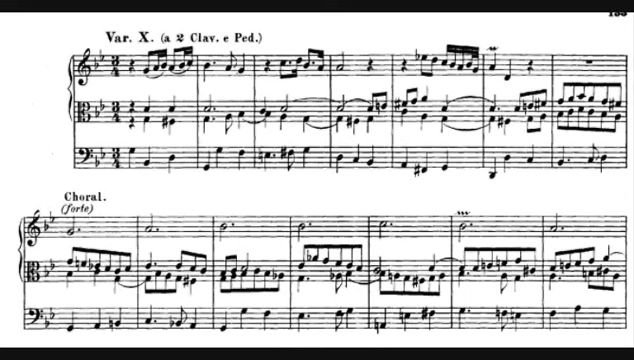 Var. X. (a 2 Clav. e Ped.)
Choral.
(forte)